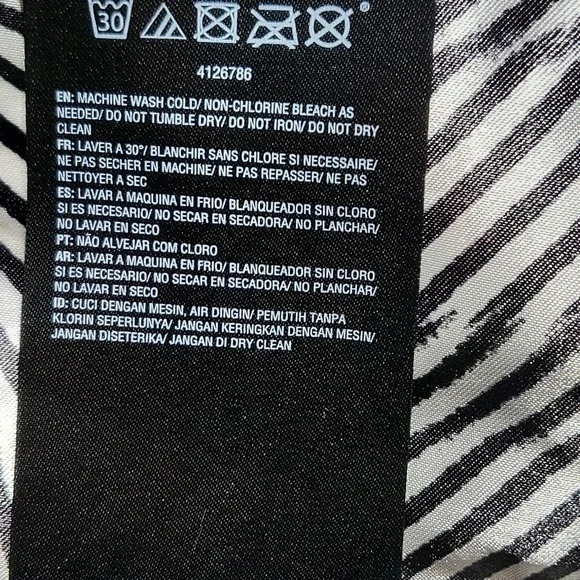 30 ®
4126786
EN: MACHINE WASH COLD/ NON-CHLORINE BLEACH AS
NEEDED/ DO NOT TUMBLE DRY/ DO NOT IRON/ DO NOT DRY
CLEAN
FR: LAVER A 30°/ BLANCHIR SANS CHLORE SI NECESSAIRE/
NE PAS SECHER EN MACHINE/ NE PAS REPASSER/ NE PAS
NETTOYER A SEC
ES: LAVAR A MAQUINA EN FRIO/ BLANQUEADOR SIN CLORO
SI ES NECESARIO/ NO SECAR EN SECADORA/ NO PLANCHAR/
NO LAVAR EN SECO
PT: NÃO ALVEJAR COM CLORO
AR: LAVAR A MAQUINA EN FRIO/ BLANQUEADOR SIN CLORO
SI ES NECESARIO/ NO SECAR EN SECADORA/ NO PLANCHAR/
NO LAVAR EN SECO
ID: CUCI DENGAN MESIN, AIR DINGIN/ PEMUTIH TANPA
KLORIN SEPERLUNYA/ JANGAN KERINGKAN DENGAN MESIN/
JANGAN DISETERIKA/ JANGAN DI DRY CLEAN